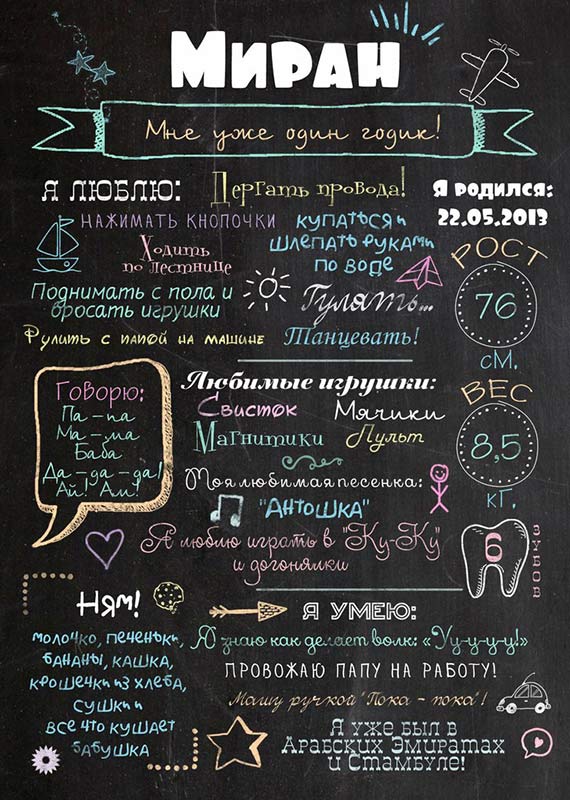 Миран
Мне уже один годик!
Я ЛЮБЛЮ:
Дергать провода!
Я родился:
22.05.2013
НАЖИМАТЬ КНОПОЧКИ
купаться и
шлепать руками
по воде
Ходить
по лестнице
РОСТ
76
см.
Поднимать с пола и
бросать игрушки
Гулять...
Рулить с папой на машине
Танцевать!
Говорю:
Па - па
Ма - ма
Баба
Да - да - да!
Ай! Ам!
Любимые игрушки:
Свисток
Мячики
Магнитики
Пульт
ВЕС
8,5
кг.
Моя любимая песенка:
"Антошка"
Я люблю играть в "Ку-Ку"
и догонялки
6
ЗУБОВ
Ням!
молочко, печеньки,
бананы, кашка,
крошечки из хлеба,
сушки и
все что кушает
бабушка
Я УМЕЮ:
Я знаю как делает волк: «Уу-у-у-у!»
ПРОВОЖАЮ ПАПУ НА РАБОТУ!
Машу ручкой "Пока - пока"!
Я уже был в
Арабских Эмиратах
и Стамбуле!